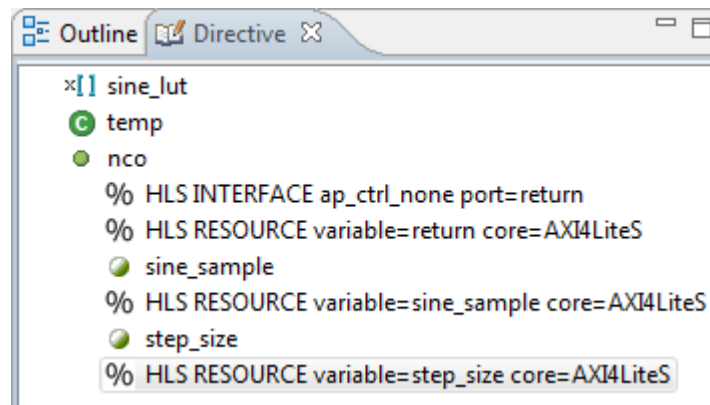 Outline Directive
x[] sine_lut
C temp
nco
% HLS INTERFACE ap_ctrl_none port=return
% HLS RESOURCE variable=return core=AXI4LiteS
sine_sample
% HLS RESOURCE variable=sine_sample core=AXI4LiteS
step_size
% HLS RESOURCE variable=step_size core=AXI4LiteS